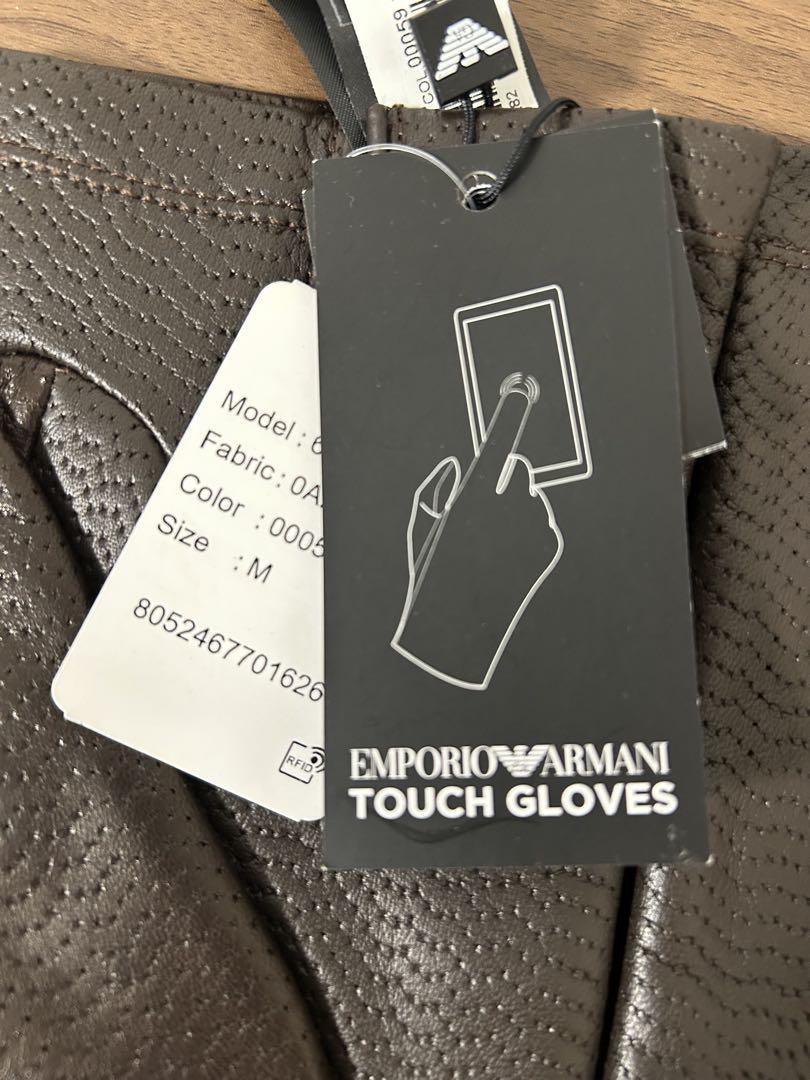 COL 00059
82
Model : 6
Fabric : 0A
Color : 0005
Size : M
8052467701626
RFID
EMPORIO ARMANI
TOUCH GLOVES